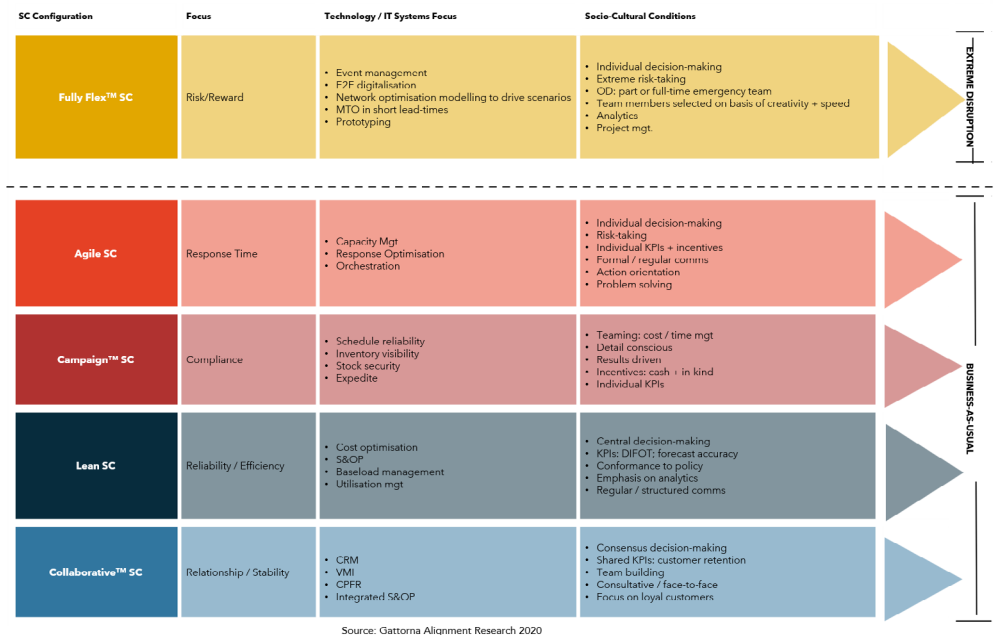 SC Configuration
Focus
Technology / IT Systems Focus
Socio-Cultural Conditions
Fully Flex™ SC
Risk/Reward
• Event management
• E2E digitalisation
• Network optimisation modelling to drive scenarios
• MTO in short lead-times
• Prototyping
• Individual decision-making
• Extreme risk-taking
• OD: part or full-time emergency team
• Team members selected on basis of creativity + speed
• Analytics
• Project mgt.
EXTREME DISRUPTION
Agile SC
Response Time
• Capacity Mgt
• Response Optimisation
• Orchestration
• Individual decision-making
• Risk-taking
• Individual KPIs + incentives
• Formal / regular comms
• Action orientation
• Problem solving
Campaign™ SC
Compliance
• Schedule reliability
• Inventory visibility
• Stock security
• Expedite
• Teaming: cost / time mgt
• Detail conscious
• Results driven
• Incentives: cash + in kind
• Individual KPIs
BUSINESS-AS-USUAL
Lean SC
Reliability / Efficiency
• Cost optimisation
• S&OP
• Baseload management
• Utilisation mgt
• Central decision-making
• KPIs: DIFOT; forecast accuracy
• Conformance to policy
• Emphasis on analytics
• Regular / structured comms
Collaborative™ SC
Relationship / Stability
• CRM
• VMI
• CPFR
• Integrated S&OP
• Consensus decision-making
• Shared KPIs: customer retention
• Team building
• Consultative / face-to-face
• Focus on loyal customers
Source: Gattorna Alignment Research 2020